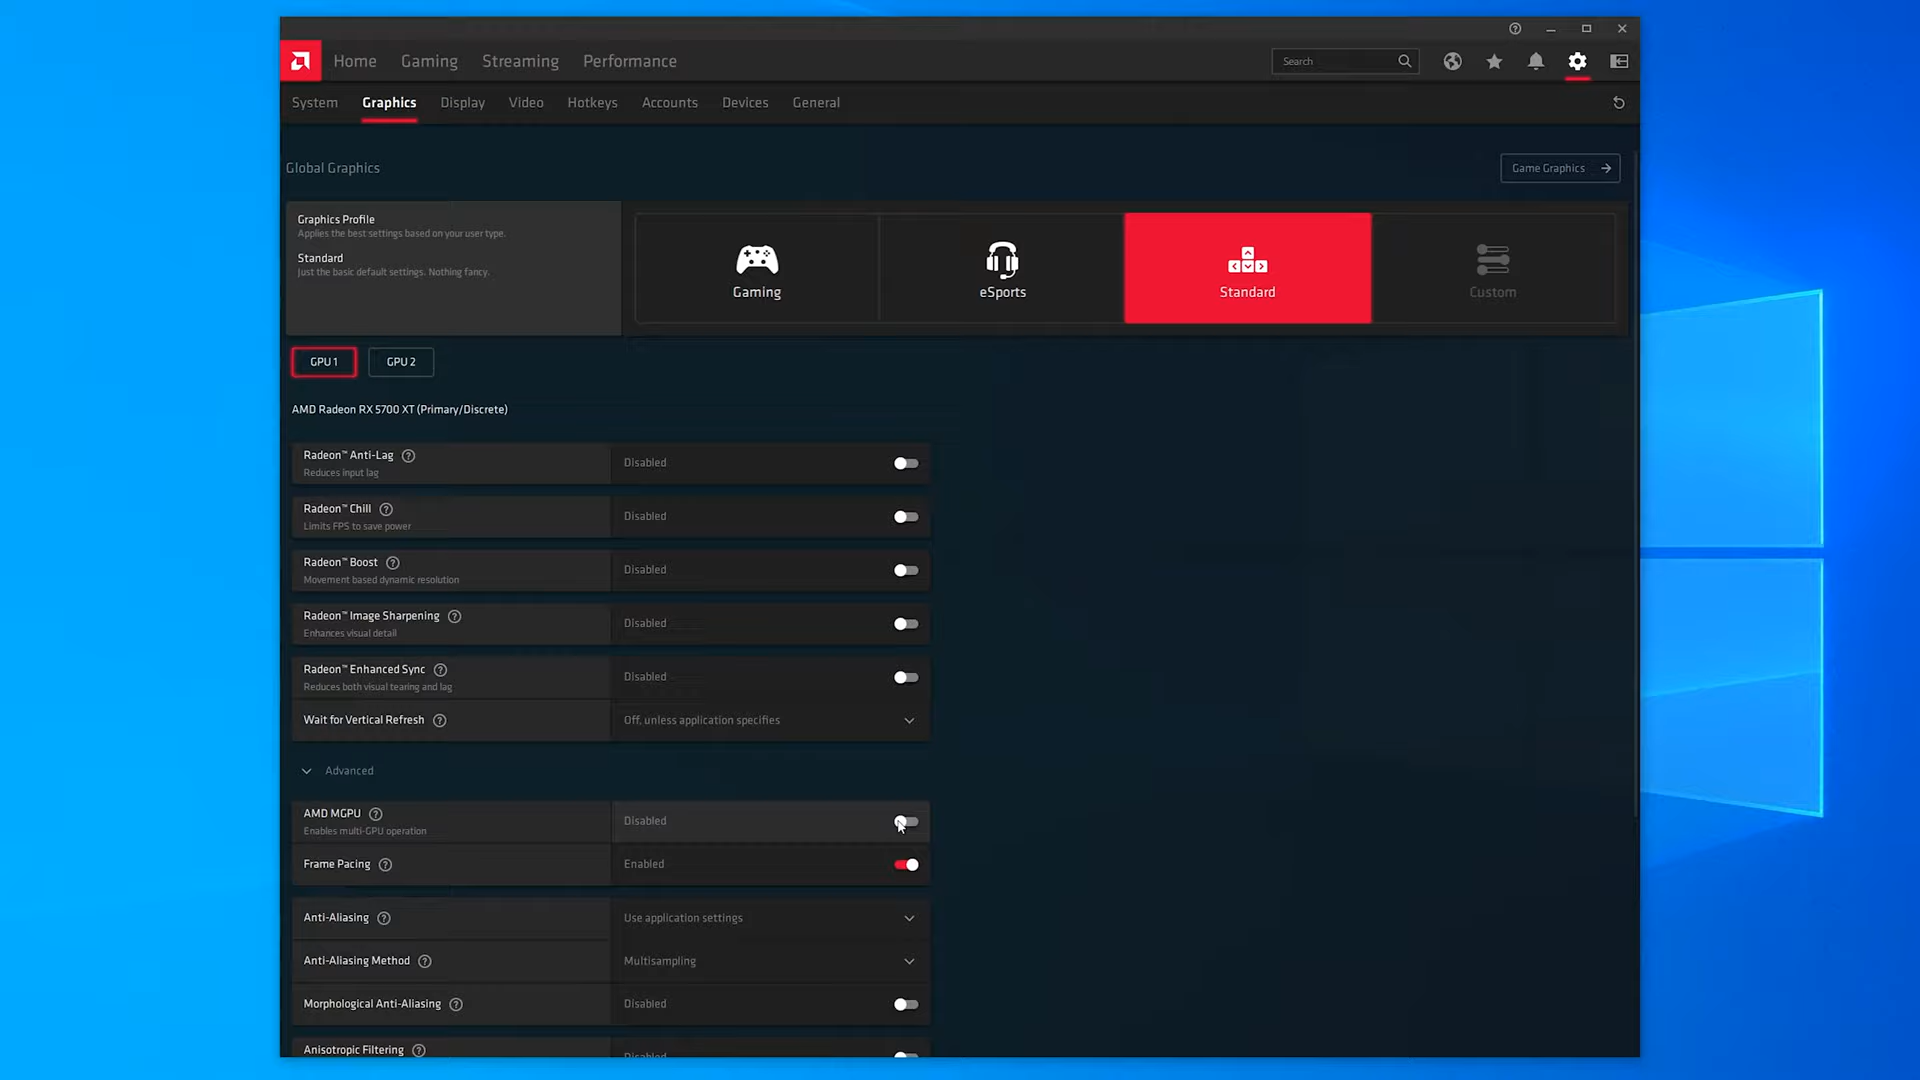 Home Gaming Streaming Performance Search
System Graphics Display Video Hotkeys Accounts Devices General
Global Graphics
Game Graphics
Graphics Profile
Applies the best settings based on your user type.
Standard
Just the basic default settings. Nothing fancy.
Gaming
eSports
Standard
Custom
GPU 1 GPU 2
AMD Radeon RX 5700 XT (Primary/Discrete)
Radeon™ Anti-Lag
Reduces input lag
Disabled
Radeon™ Chill
Limits FPS to save power
Disabled
Radeon™ Boost
Movement based dynamic resolution
Disabled
Radeon™ Image Sharpening
Enhances visual detail
Disabled
Radeon™ Enhanced Sync
Reduces both visual tearing and lag
Disabled
Wait for Vertical Refresh Off, unless application specifies
Advanced
AMD MGPU
Enables multi-GPU operation
Disabled
Frame Pacing Enabled
Anti-Aliasing Use application settings
Anti-Aliasing Method Multisampling
Morphological Anti-Aliasing Disabled
Anisotropic Filtering Disabled